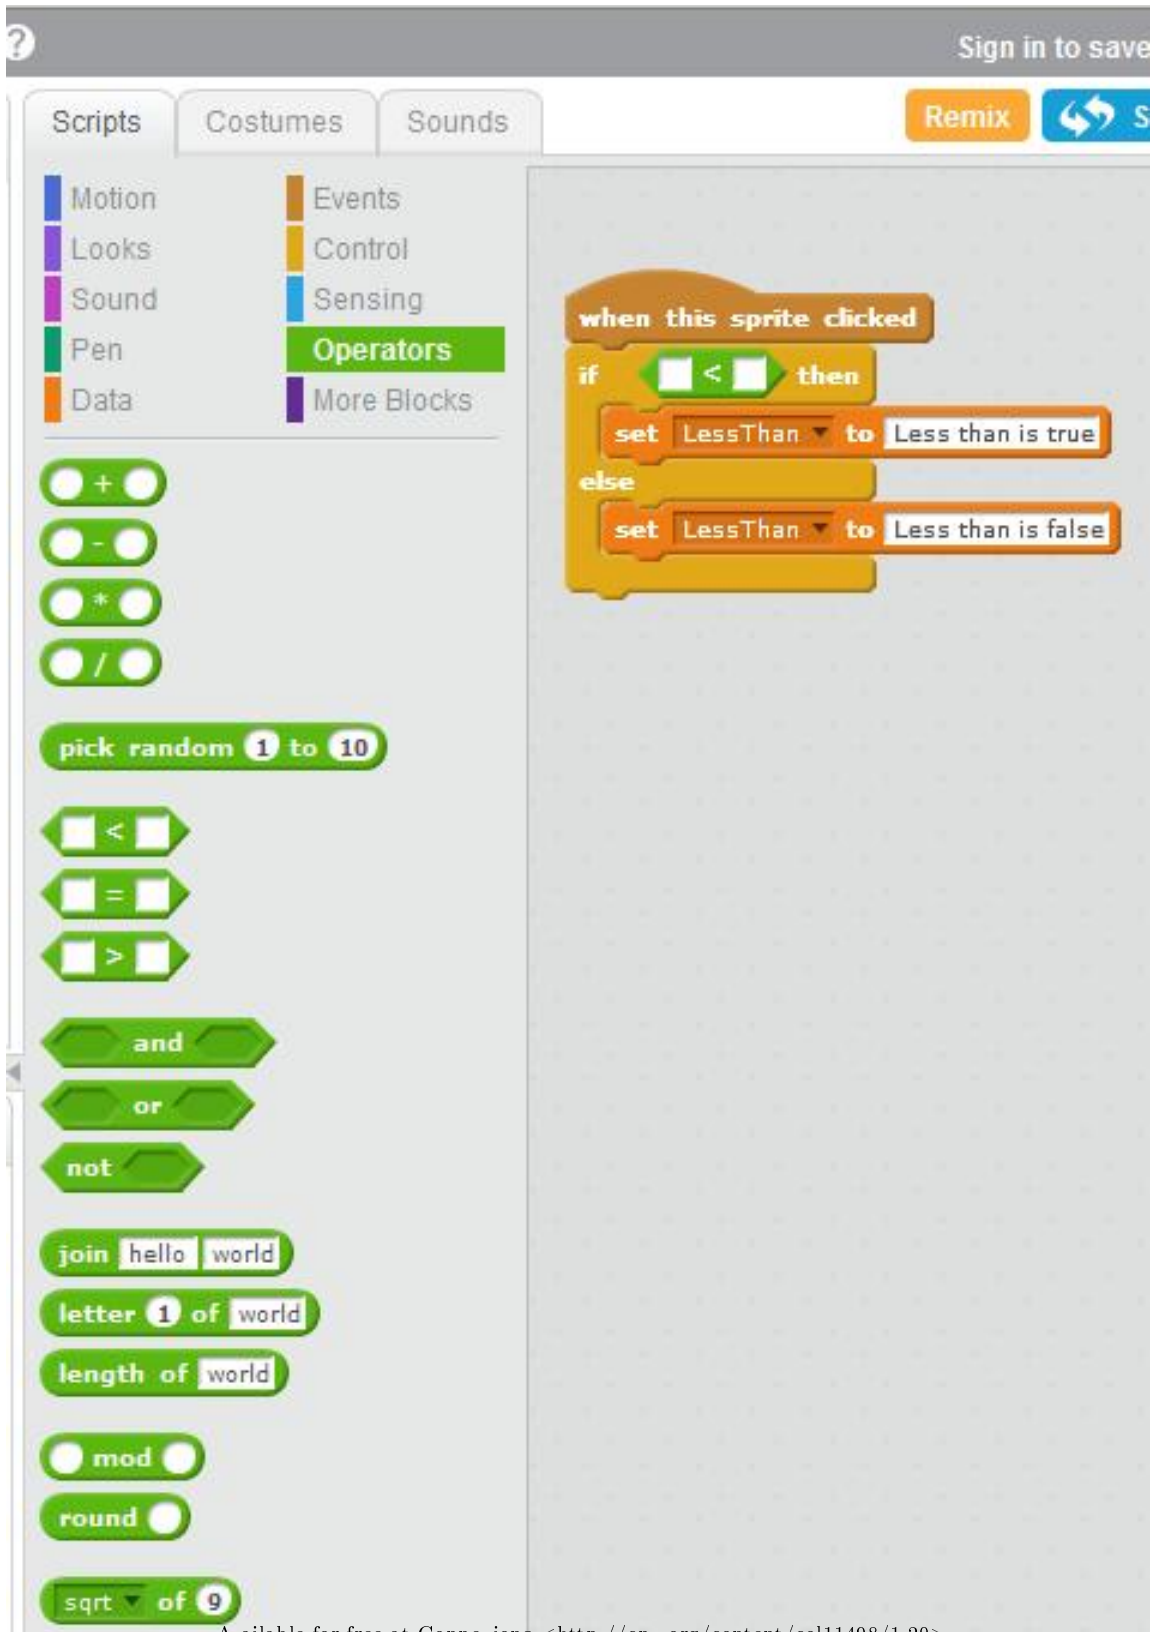 ?
Sign in to save
Scripts Costumes Sounds
Remix
Motion Events
Looks Control
Sound Sensing
Pen Operators
Data More Blocks
+
-
*
/
pick random 1 to 10
<
=
>
and
or
not
join hello world
letter 1 of world
length of world
mod
round
sqrt of 9
when this sprite clicked
if < then
set LessThan to Less than is true
else
set LessThan to Less than is false
for free at